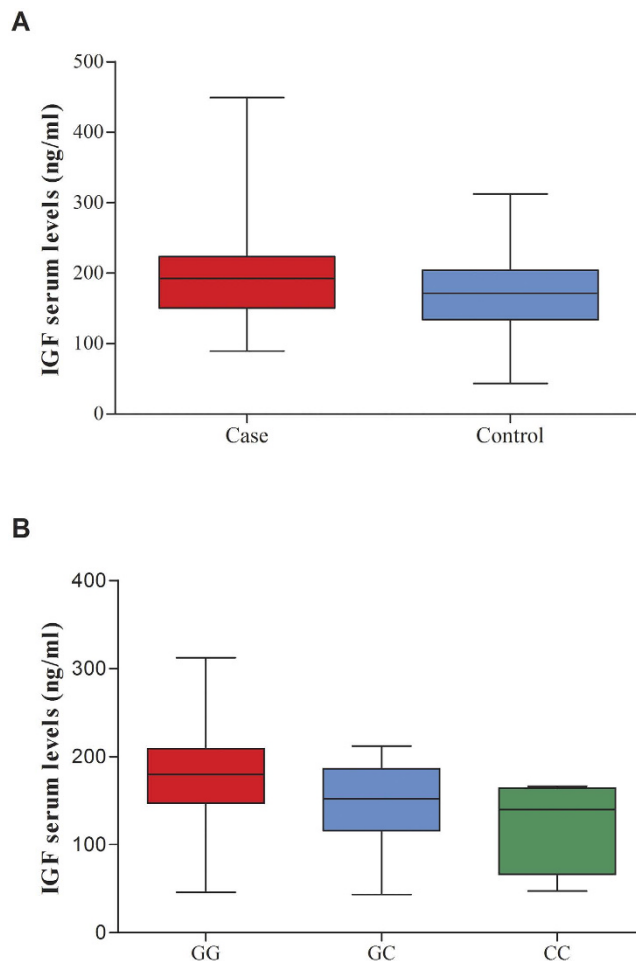 A
IGF serum levels (ng/ml)
500
400
300
200
100
0
Case Control
B
IGF serum levels (ng/ml)
400
300
200
100
0
GG GC CC